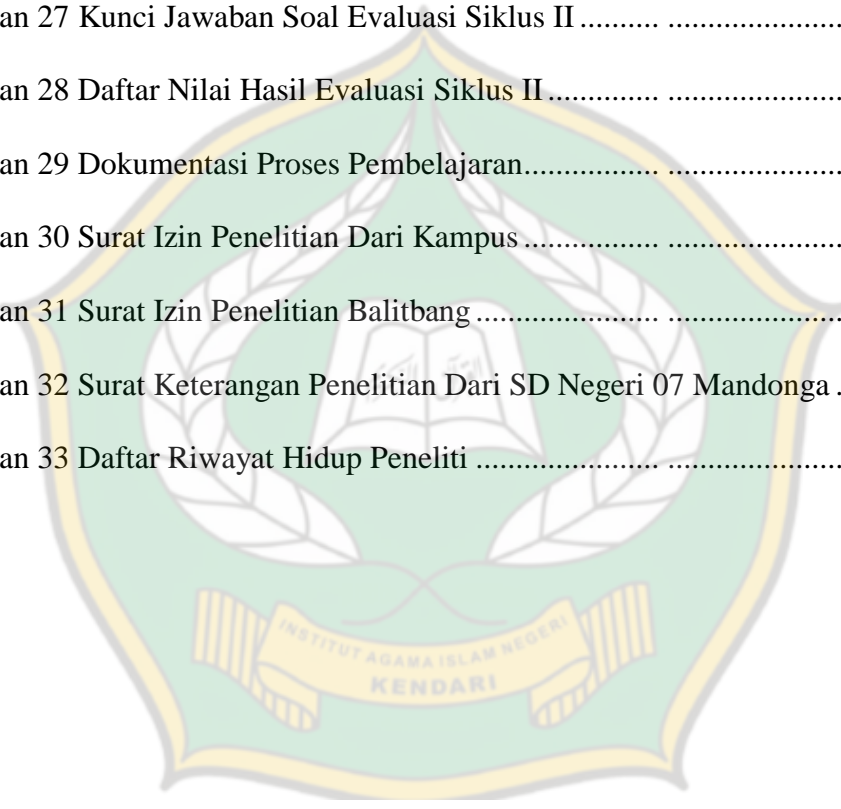 an 27 Kunci Jawaban Soal Evaluasi Siklus II ............. ......................
an 28 Daftar Nilai Hasil Evaluasi Siklus II ............. ......................
an 29 Dokumentasi Proses Pembelajaran................ ......................
an 30 Surat Izin Penelitian Dari Kampus ................ ......................
an 31 Surat Izin Penelitian Balitbang ..................... ......................
an 32 Surat Keterangan Penelitian Dari SD Negeri 07 Mandonga .
an 33 Daftar Riwayat Hidup Peneliti ...................... ......................
INSTITUT AGAMA ISLAM NEGERI
KENDARI